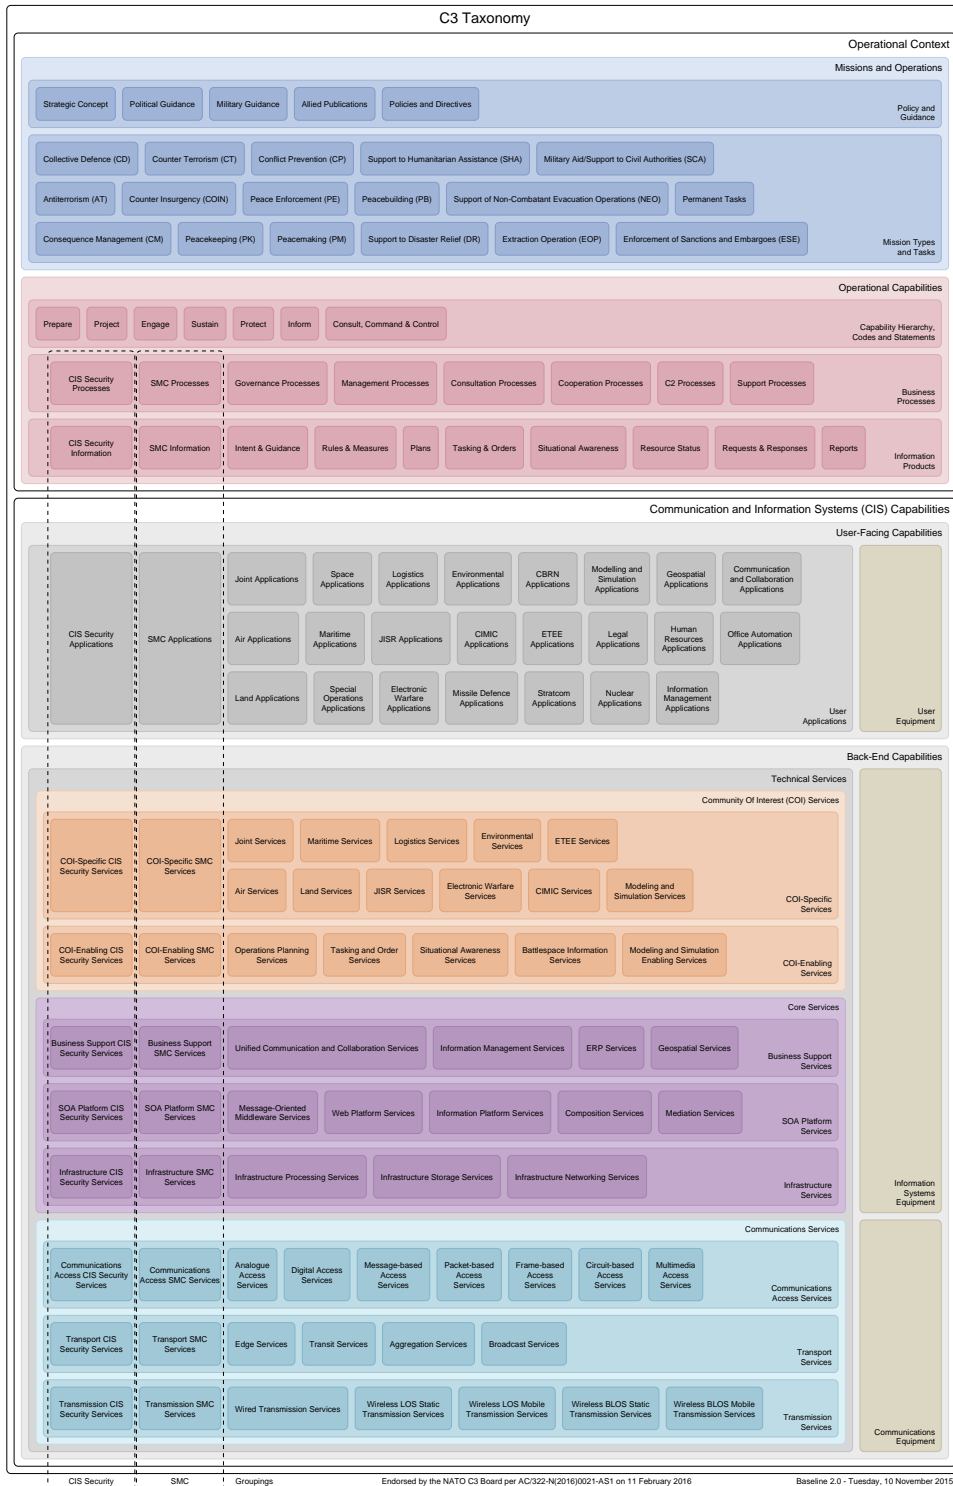 C3 Taxonomy
Operational Context
Missions and Operations
Strategic Concept
Political Guidance
Military Guidance
Allied Publications
Policies and Directives
Policy and
Guidance
Collective Defence (CD)
Counter Terrorism (CT)
Conflict Prevention (CP)
Support to Humanitarian Assistance (SHA)
Military Aid/Support to Civil Authorities (SCA)
Antiterrorism (AT)
Counter Insurgency (COIN)
Peace Enforcement (PE)
Peacebuilding (PB)
Support of Non-Combatant Evacuation Operations (NEO)
Permanent Tasks
Consequence Management (CM)
Peacekeeping (PK)
Peacemaking (PM)
Support to Disaster Relief (DR)
Extraction Operation (EOP)
Enforcement of Sanctions and Embargoes (ESE)
Mission Types
and Tasks
Operational Capabilities
Prepare
Project
Engage
Sustain
Protect
Inform
Consult, Command & Control
Capability Hierarchy,
Codes and Statements
CIS Security
Processes
SMC Processes
Governance Processes
Management Processes
Consultation Processes
Cooperation Processes
C2 Processes
Support Processes
Business
Processes
CIS Security
Information
SMC Information
Intent & Guidance
Rules & Measures
Plans
Tasking & Orders
Situational Awareness
Resource Status
Requests & Responses
Reports
Information
Products
Communication and Information Systems (CIS) Capabilities
User-Facing Capabilities
CIS Security
Applications
SMC Applications
Joint Applications
Space
Applications
Logistics
Applications
Environmental
Applications
CBRN
Applications
Modelling and
Simulation
Applications
Geospatial
Applications
Communication
and Collaboration
Applications
Air Applications
Maritime
Applications
JISR Applications
CIMIC
Applications
ETEE
Applications
Legal
Applications
Human
Resources
Applications
Office Automation
Applications
Land Applications
Special
Operations
Applications
Electronic
Warfare
Applications
Missile Defence
Applications
Stratcom
Applications
Nuclear
Applications
Information
Management
Applications
User
Applications
User
Equipment
Back-End Capabilities
Technical Services
Community Of Interest (COI) Services
COI-Specific CIS
Security Services
COI-Specific SMC
Services
Joint Services
Maritime Services
Logistics Services
Environmental
Services
ETEE Services
Air Services
Land Services
JISR Services
Electronic Warfare
Services
CIMIC Services
Modeling and
Simulation Services
COI-Specific
Services
COI-Enabling CIS
Security Services
COI-Enabling SMC
Services
Operations Planning
Services
Tasking and Order
Services
Situational Awareness
Services
Battlespace Information
Services
Modeling and Simulation
Enabling Services
COI-Enabling
Services
Core Services
Business Support CIS
Security Services
Business Support
SMC Services
Unified Communication and Collaboration Services
Information Management Services
ERP Services
Geospatial Services
Business Support
Services
SOA Platform CIS
Security Services
SOA Platform SMC
Services
Message-Oriented
Middleware Services
Web Platform Services
Information Platform Services
Composition Services
Mediation Services
SOA Platform
Services
Infrastructure CIS
Security Services
Infrastructure SMC
Services
Infrastructure Processing Services
Infrastructure Storage Services
Infrastructure Networking Services
Infrastructure
Services
Information
Systems
Equipment
Communications Services
Communications
Access CIS Security
Services
Communications
Access SMC Services
Analogue
Access
Services
Digital Access
Services
Message-based
Access
Services
Packet-based
Access
Services
Frame-based
Access
Services
Circuit-based
Access
Services
Multimedia
Access
Services
Communications
Access Services
Transport CIS
Security Services
Transport SMC
Services
Edge Services
Transit Services
Aggregation Services
Broadcast Services
Transport
Services
Transmission CIS
Security Services
Transmission SMC
Services
Wired Transmission Services
Wireless LOS Static
Transmission Services
Wireless LOS Mobile
Transmission Services
Wireless BLOS Static
Transmission Services
Wireless BLOS Mobile
Transmission Services
Transmission
Services
Communications
Equipment
CIS Security
SMC
Groupings
Endorsed by the NATO C3 Board per AC/322-N(2016)0021-AS1 on 11 February 2016
Baseline 2.0 - Tuesday, 10 November 2015